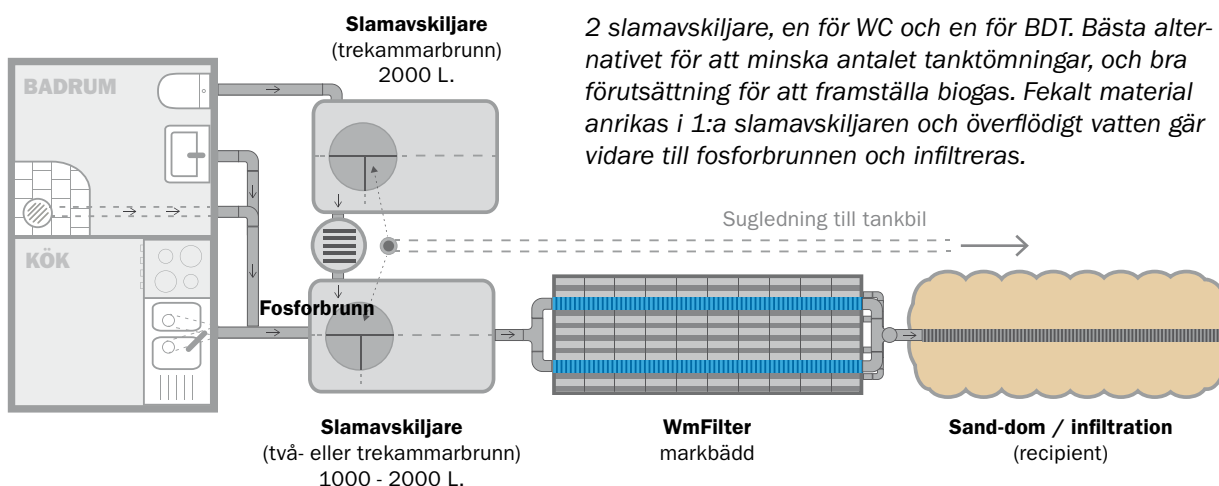 Slamavskiljare
(trekammarbrunn)
2000 L.
2 slamavskiljare, en för WC och en för BDT. Bästa alter-
nativet för att minska antalet tanktömningar, och bra
förutsättning för att framställa biogas. Fekalt material
anrikas i 1:a slamavskiljaren och överflödigt vatten gär
vidare till fosforbrunnen och infiltreras.
BADRUM
Sugledning till tankbil
KÖK
Fosforbrunn
Slamavskiljare
(två- eller trekammarbrunn)
1000 - 2000 L.
WmFilter
markbädd
Sand-dom / infiltration
(recipient)